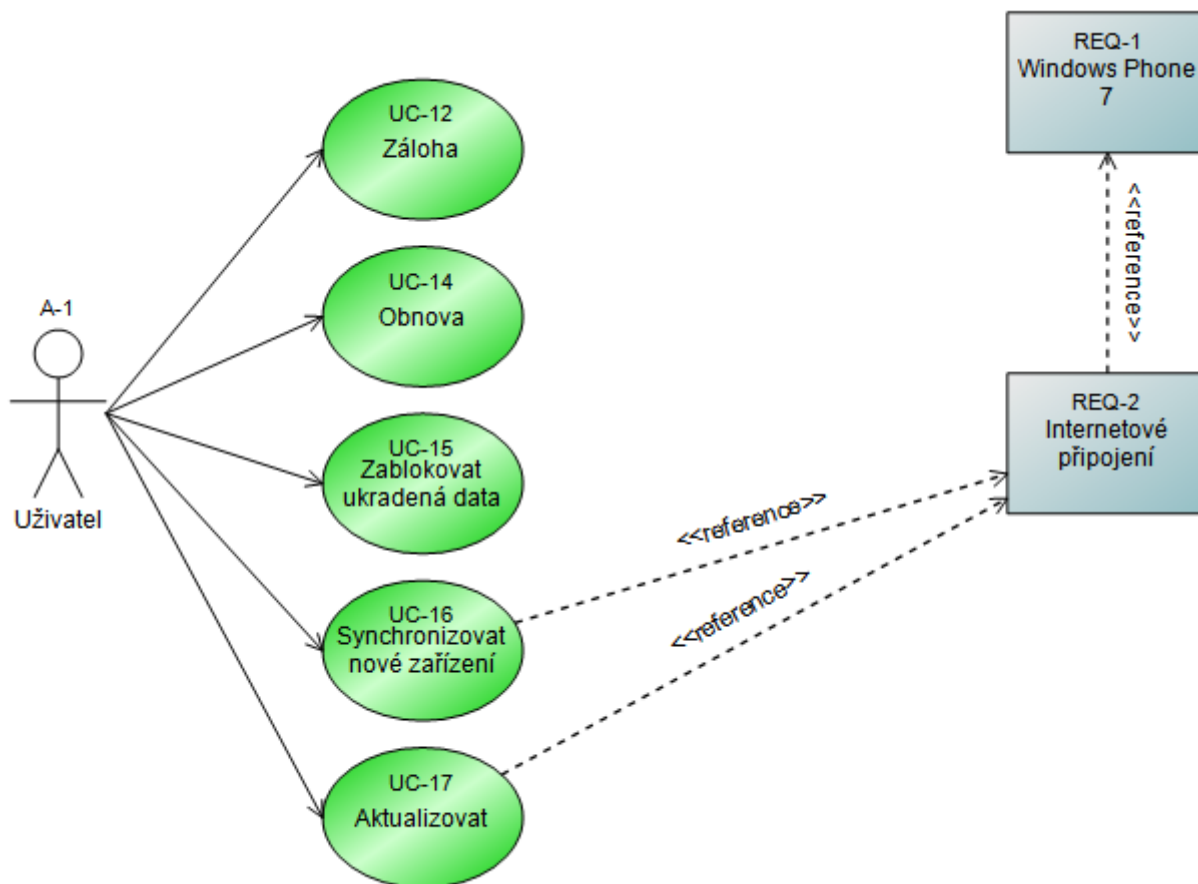 REQ-1
Windows Phone
7
UC-12
Záloha
<<reference>>
UC-14
Obnova
A-1
Uživatel
REQ-2
Internetové
připojení
UC-15
Zablokovat
ukradená data
<<reference>>
<<reference>>
UC-16
Synchronizovat
nové zařízení
UC-17
Aktualizovat